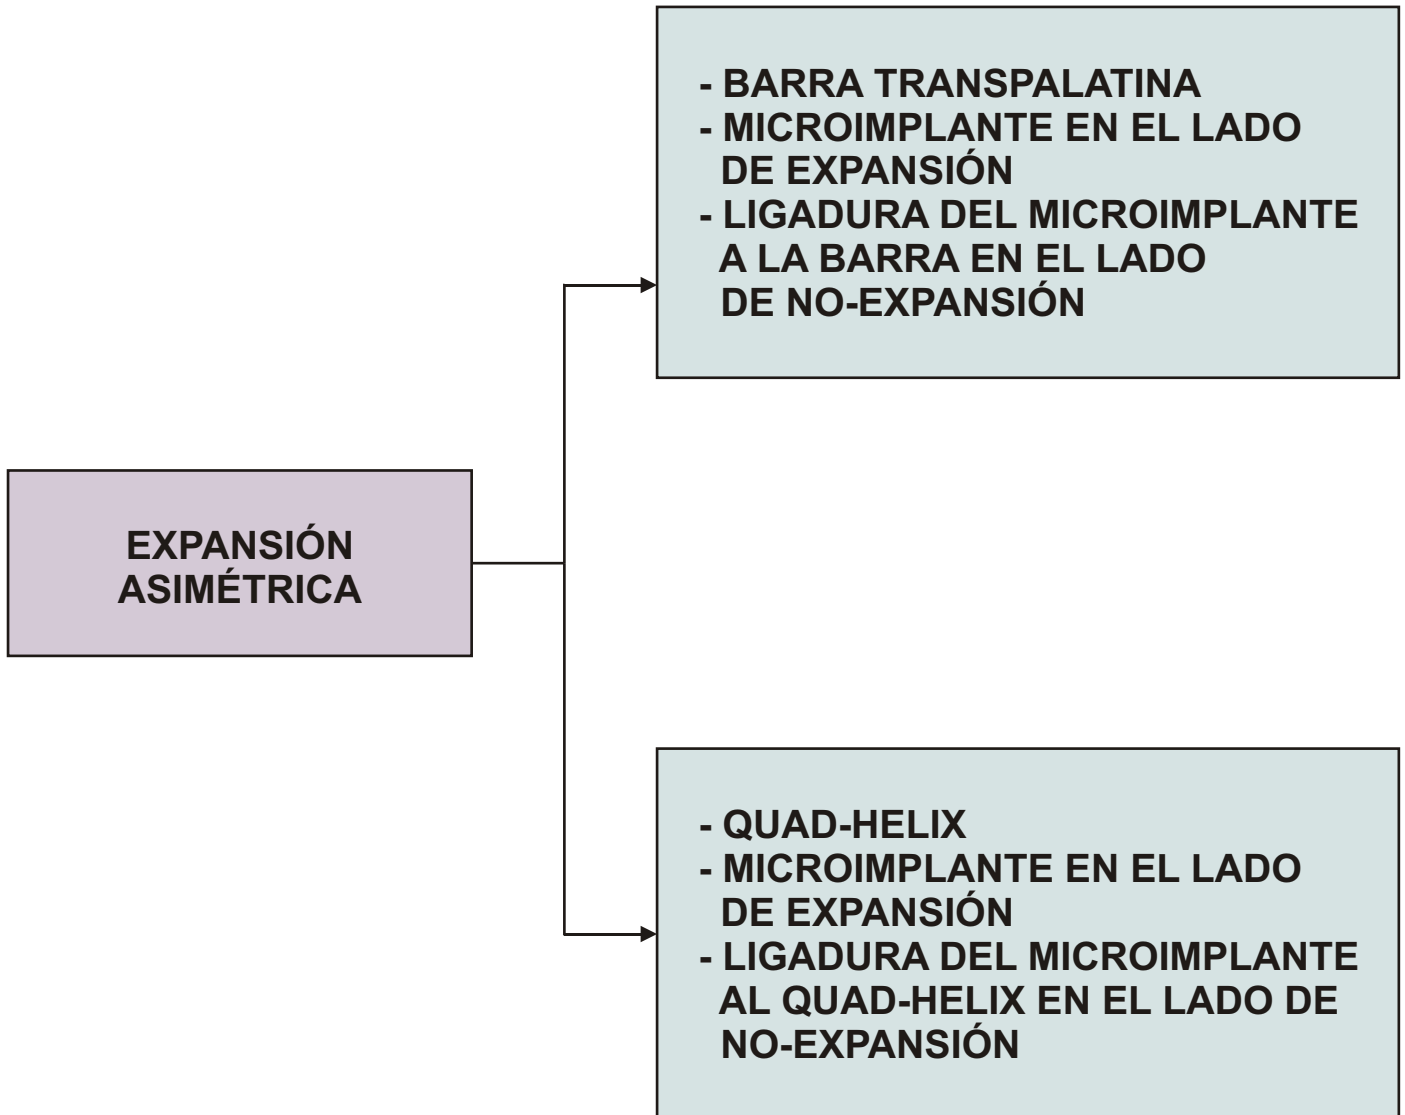 - BARRA TRANSPALATINA
- MICROIMPLANTE EN EL LADO
DE EXPANSIÓN
- LIGADURA DEL MICROIMPLANTE
A LA BARRA EN EL LADO
DE NO-EXPANSIÓN
EXPANSIÓN
ASIMÉTRICA
- QUAD-HELIX
- MICROIMPLANTE EN EL LADO
DE EXPANSIÓN
- LIGADURA DEL MICROIMPLANTE
AL QUAD-HELIX EN EL LADO DE
NO-EXPANSIÓN